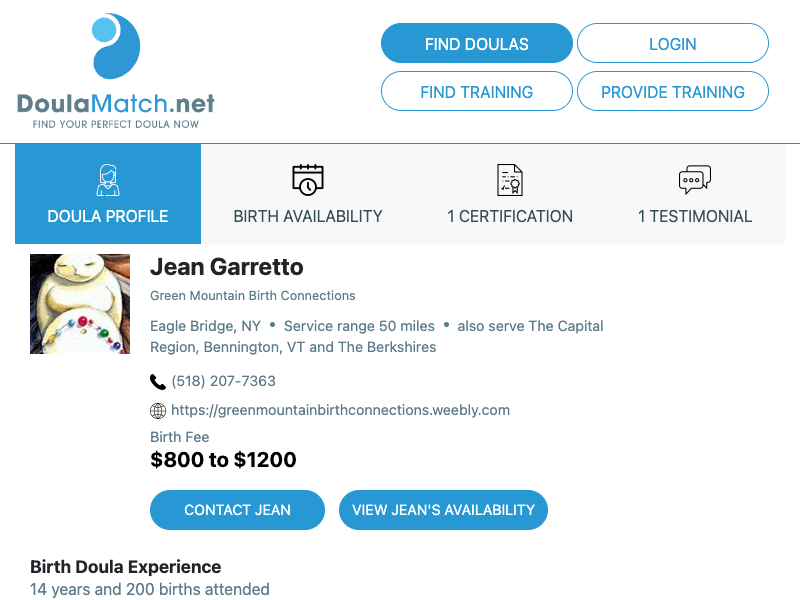 DoulaMatch.net
FIND YOUR PERFECT DOULA NOW
FIND DOULAS
LOGIN
FIND TRAINING
PROVIDE TRAINING
DOULA PROFILE
BIRTH AVAILABILITY
1 CERTIFICATION
1 TESTIMONIAL
Jean Garretto
Green Mountain Birth Connections
Eagle Bridge, NY • Service range 50 miles • also serve The Capital
Region, Bennington, VT and The Berkshires
(518) 207-7363
https://greenmountainbirthconnections.weebly.com
Birth Fee
$800 to $1200
CONTACT JEAN
VIEW JEAN'S AVAILABILITY
Birth Doula Experience
14 years and 200 births attended